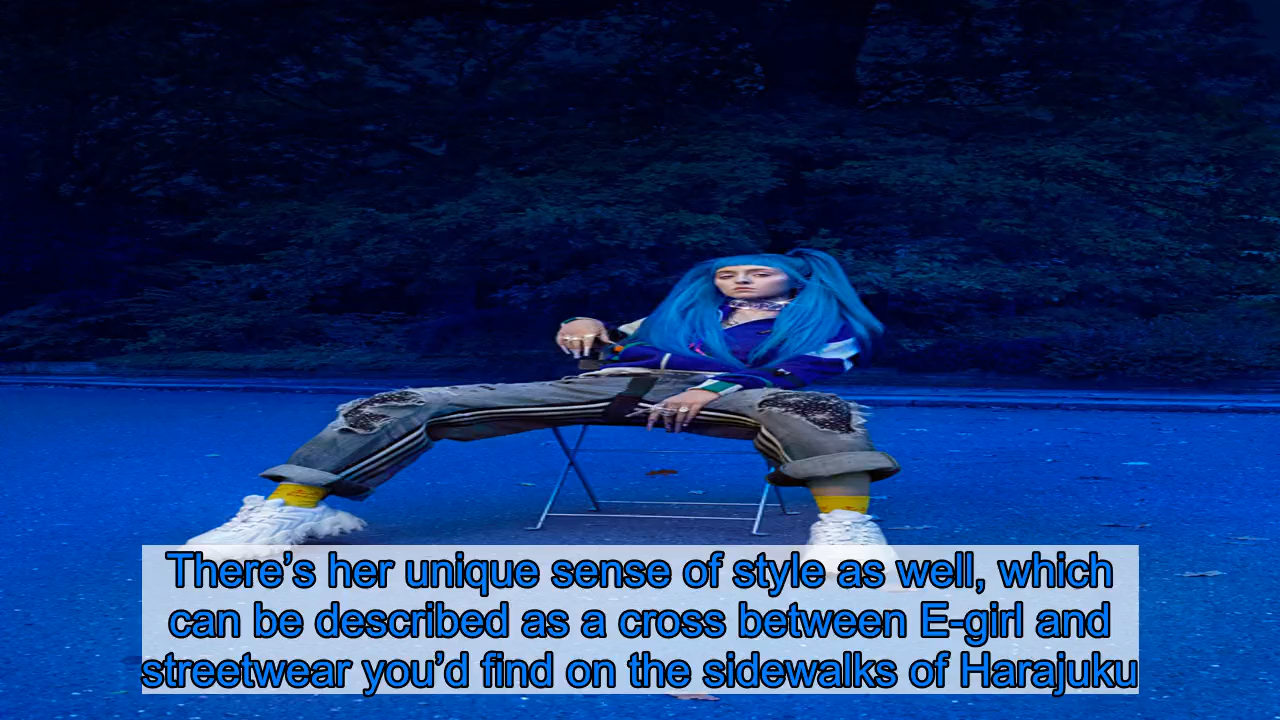 There’s her unique sense of style as well, which
can be described as a cross between E-girl and
streetwear you’d find on the sidewalks of Harajuku